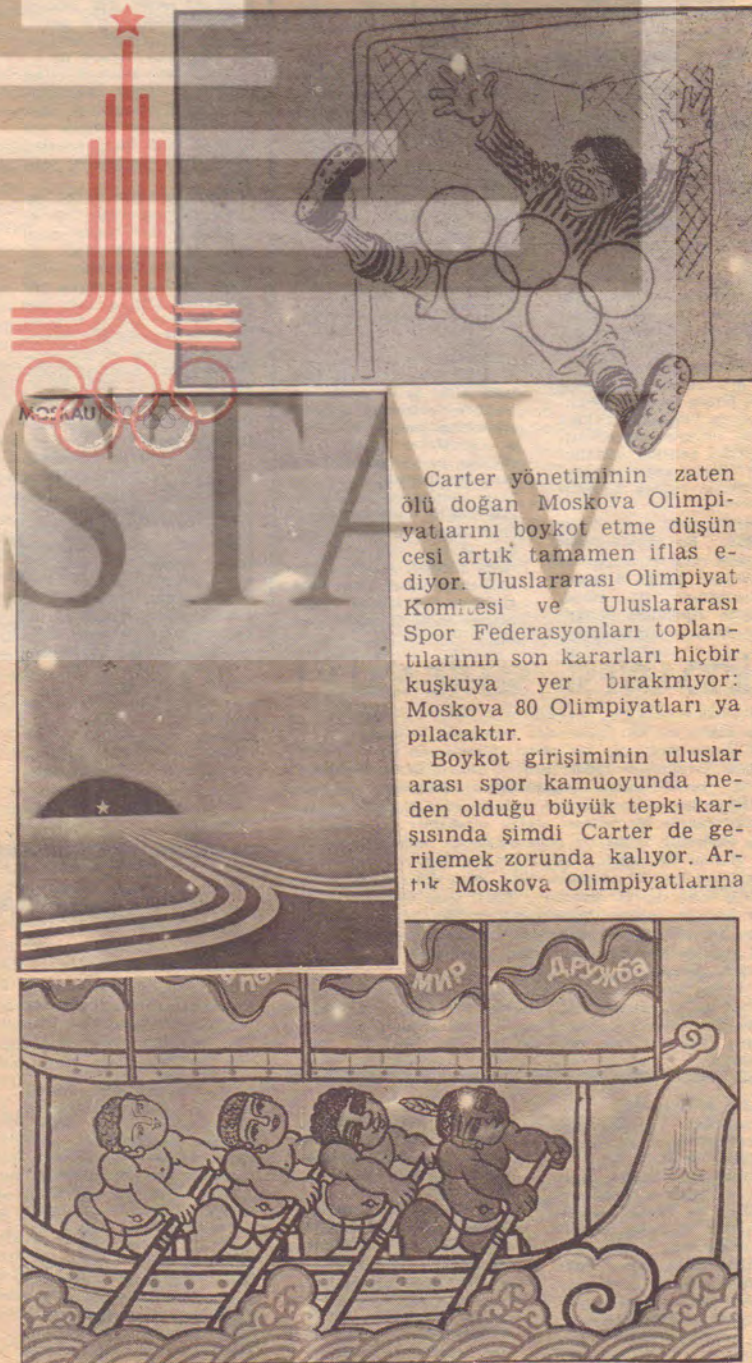 MOSKAU 1980
STAV
Carter yönetiminin zaten
ölü doğan Moskova Olimpi-
yatlarını boykot etme düşün
cesi artık tamamen iflas e-
diyor. Uluslararası Olimpiyat
Komitesi ve Uluslararası
Spor Federasyonları toplan-
tılarının son kararları hiçbir
kuşkuya yer bırakmıyor:
Moskova 80 Olimpiyatları ya
pılacaktır.
Boykot girişiminin uluslar
arası spor kamuoyunda ne-
den olduğu büyük tepki kar-
şısında şimdi Carter de ge-
rilemek zorunda kalıyor. Ar-
tık Moskova Olimpiyatlarına
МИР
ДРУЖбА